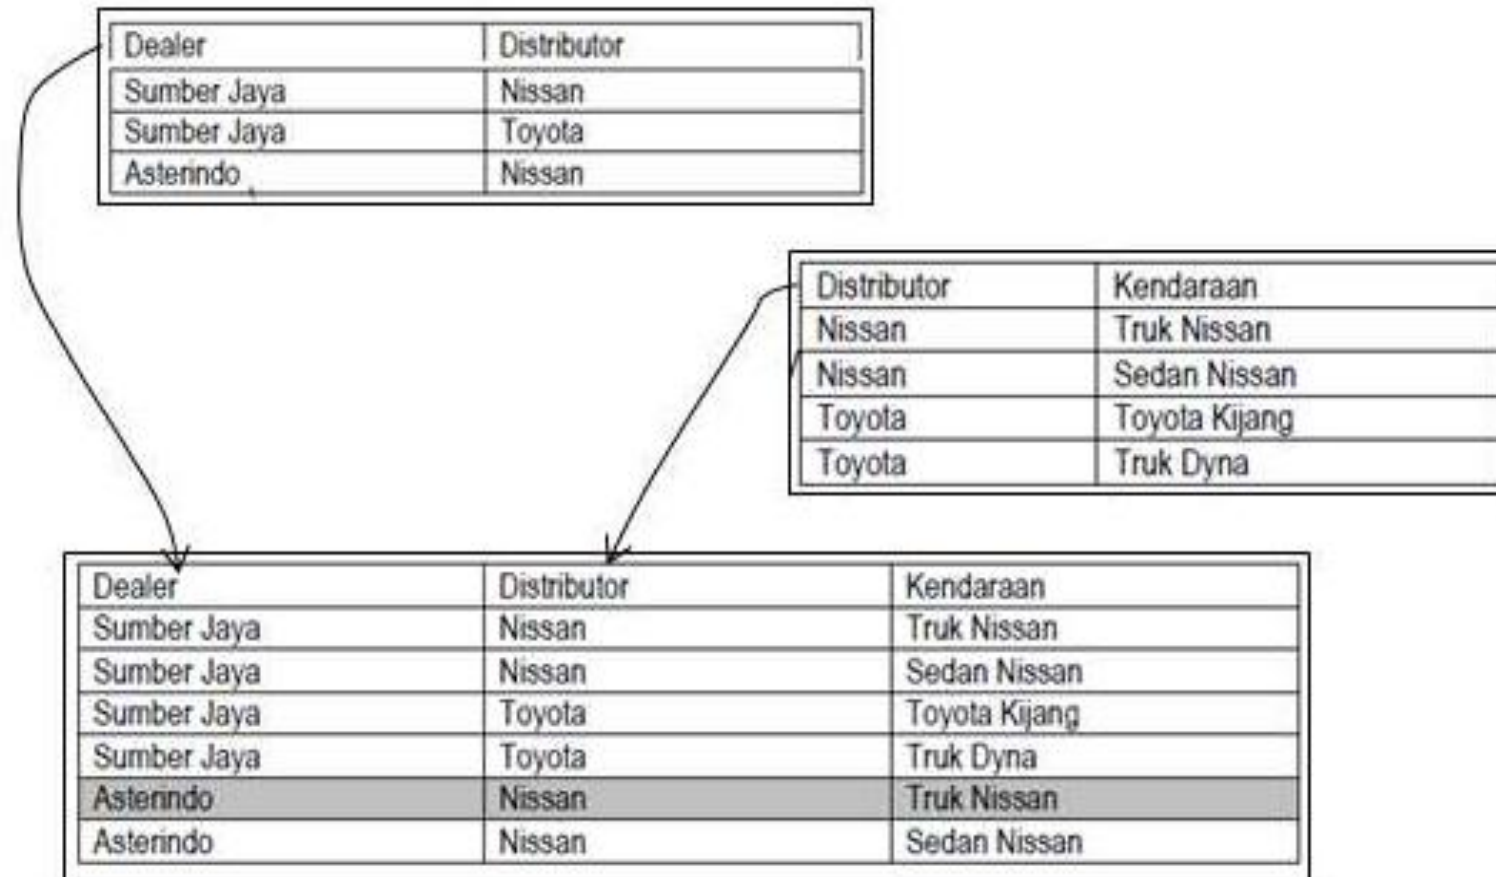 Dealer Distributor
Sumber Jaya Nissan
Sumber Jaya Toyota
Asterindo Nissan
Distributor Kendaraan
Nissan Truk Nissan
Nissan Sedan Nissan
Toyota Toyota Kijang
Toyota Truk Dyna
Dealer Distributor Kendaraan
Sumber Jaya Nissan Truk Nissan
Sumber Jaya Nissan Sedan Nissan
Sumber Jaya Toyota Toyota Kijang
Sumber Jaya Toyota Truk Dyna
Asterindo Nissan Truk Nissan
Asterindo Nissan Sedan Nissan